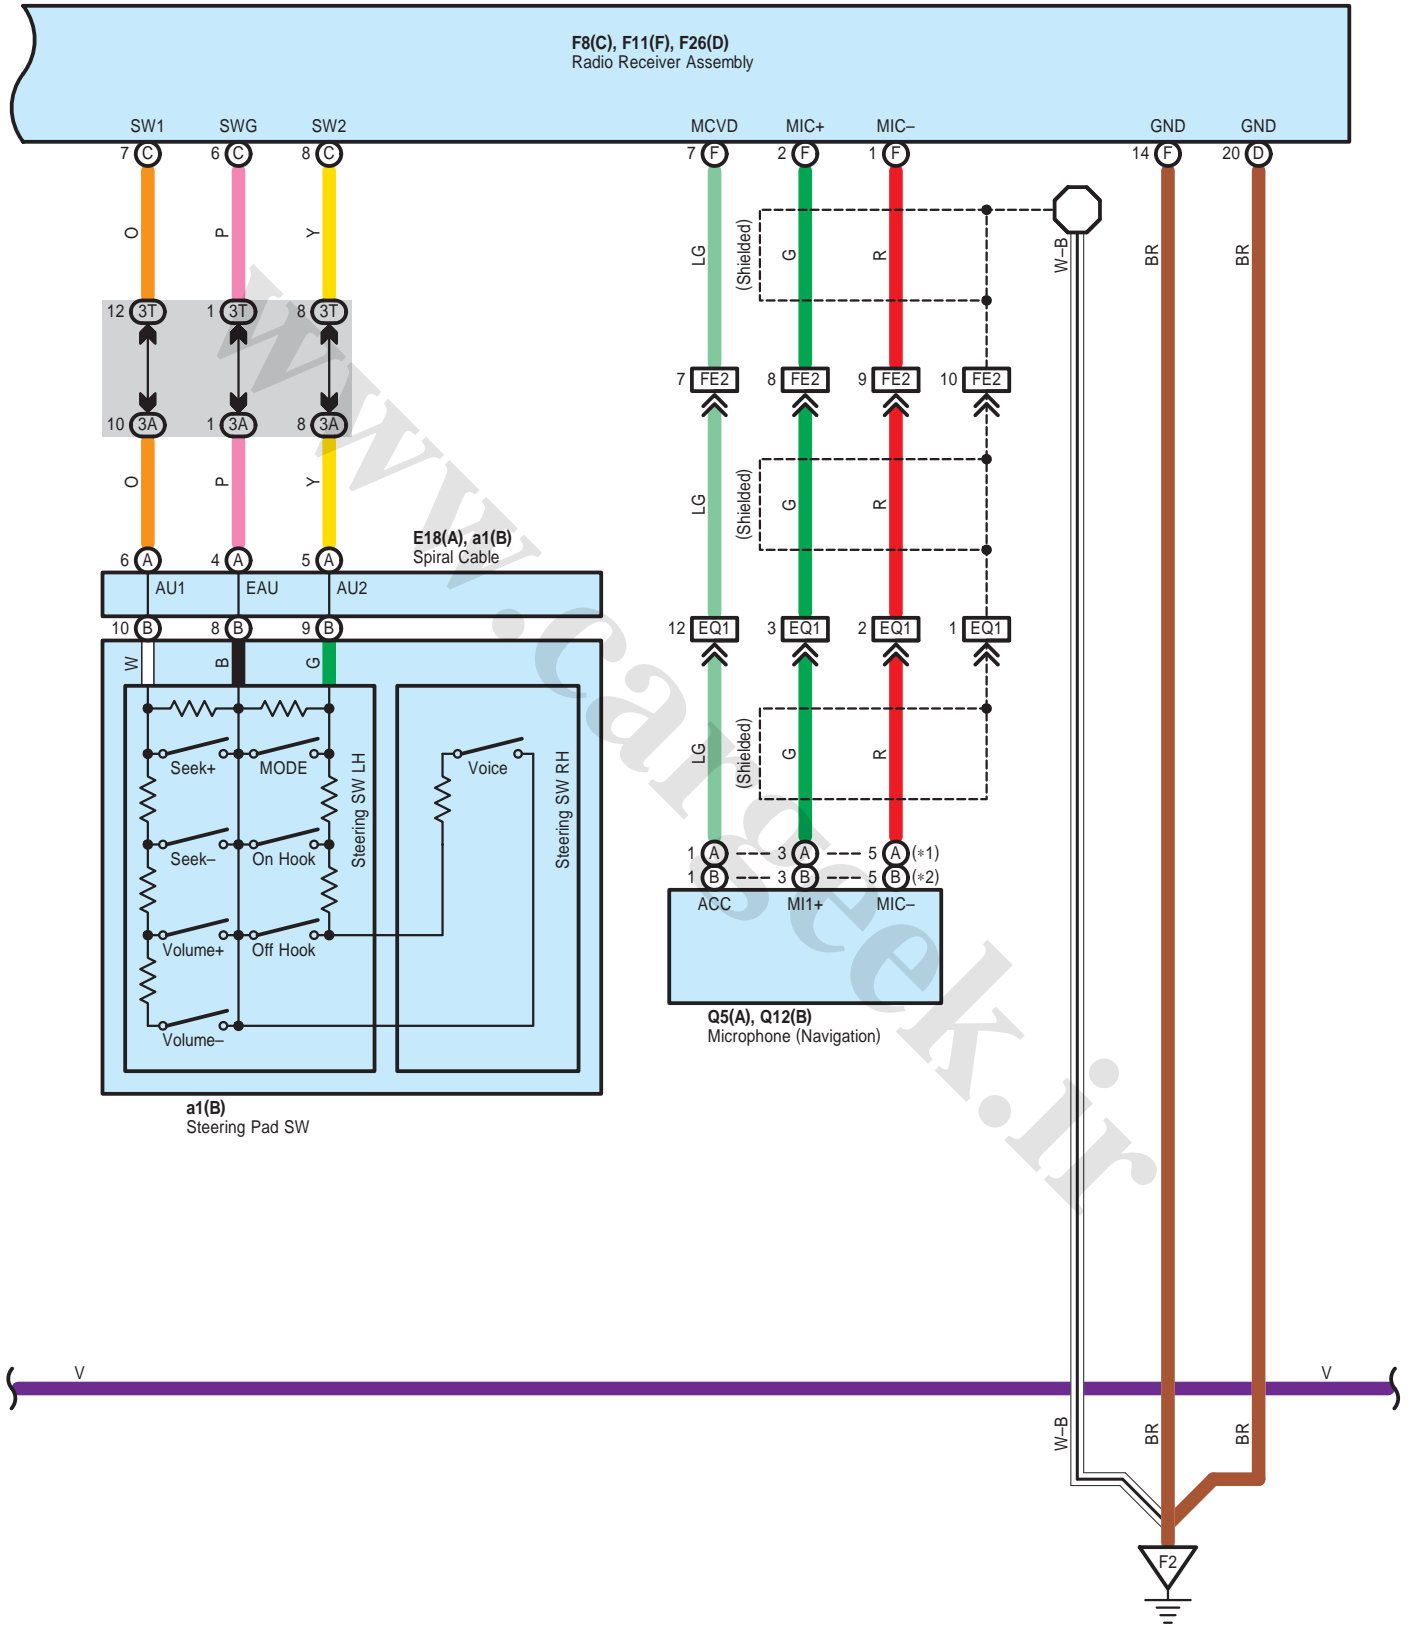 F8(C), F11(F), F26(D)
Radio Receiver Assembly
SW1 SWG SW2 MCVD MIC+ MIC– GND GND
7 C 6 C 8 C 7 F 2 F 1 F 14 F 20 D
O P Y LG (Shielded) G R W–B BR BR
12 3T 1 3T 8 3T
7 FE2 8 FE2 9 FE2 10 FE2
10 3A 1 3A 8 3A
O P Y LG (Shielded) G R
E18(A), a1(B)
Spiral Cable
6 A 4 A 5 A
AU1 EAU AU2
10 B 8 B 9 B
12 EQ1 3 EQ1 2 EQ1 1 EQ1
W B G
Seek+ MODE Voice
Steering SW LH
Steering SW RH
LG (Shielded) G R
Seek– On Hook
Volume+ Off Hook
Volume–
1 A 3 A 5 A (*1)
1 B 3 B 5 B (*2)
ACC MI1+ MIC–
Q5(A), Q12(B)
Microphone (Navigation)
a1(B)
Steering Pad SW
V V
W–B BR BR
F2
www.cargeek.ir